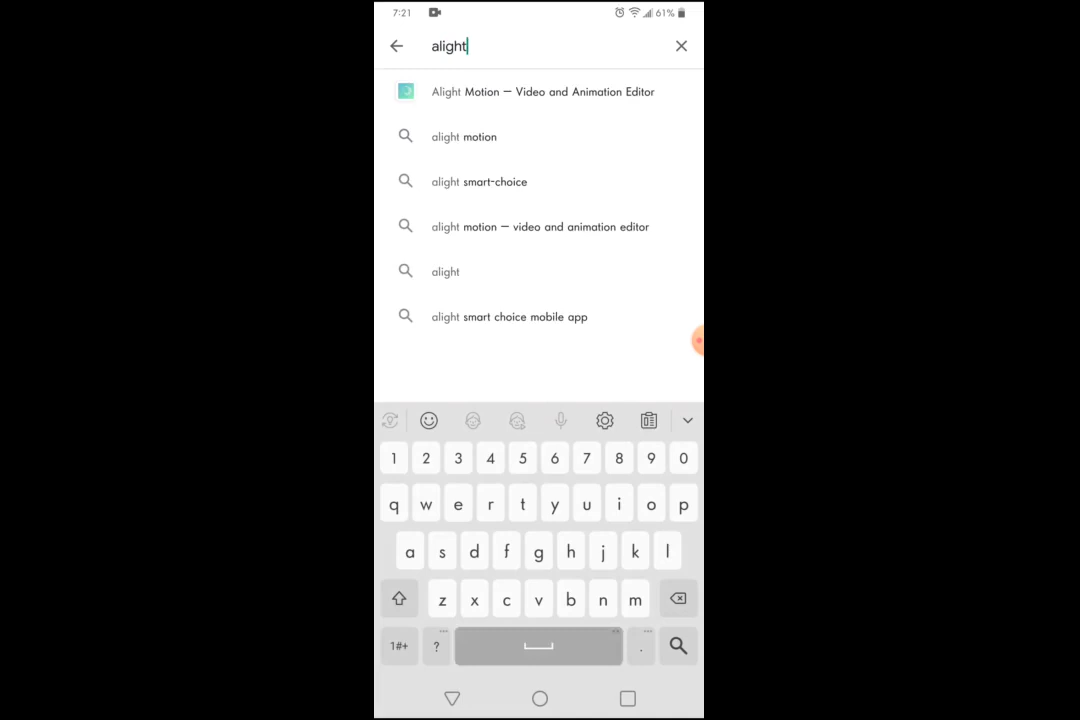 7:21
61%
alight
Alight Motion – Video and Animation Editor
alight motion
alight smart-choice
alight motion – video and animation editor
alight
alight smart choice mobile app
1 2 3 4 5 6 7 8 9 0
q w e r t y u i o p
a s d f g h j k l
z x c v b n m
1#+ ? .